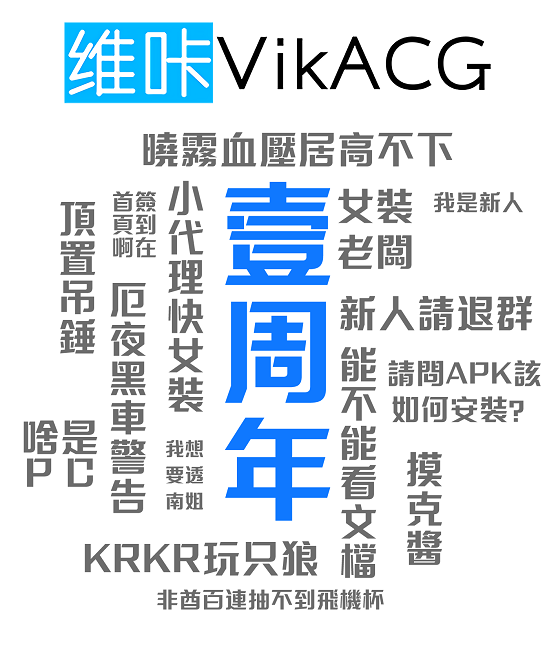 维咔VikACG
曉霧血壓居高不下
壹周年
小代理快女裝
簽到在
首頁啊
頂置吊錘
厄夜黑車警告
女裝
老闆
我是新人
新人請退群
能不能看文檔
請問APK該
如何安裝?
摸克醬
啥是
PC
我想
要透
南姐
KRKR玩只狼
非酋百連抽不到飛機杯